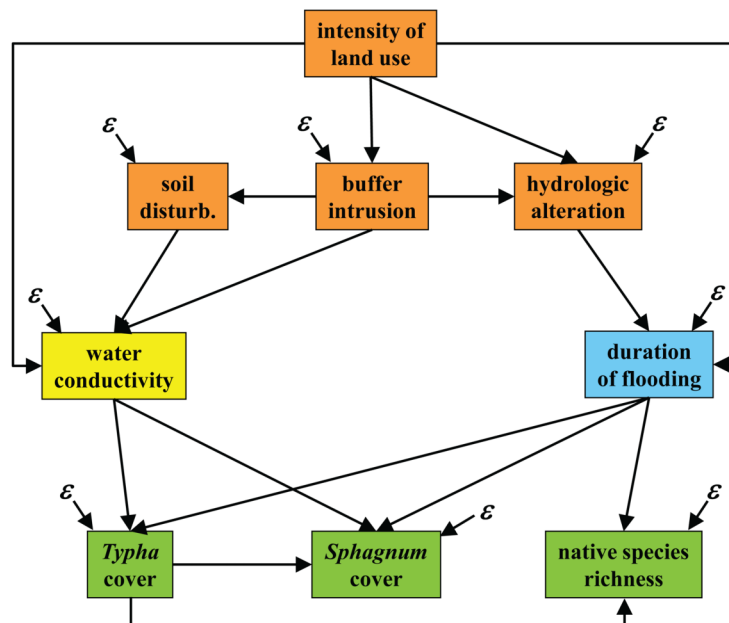 intensity of
land use
ε
ε
ε
soil
disturb.
buffer
intrusion
hydrologic
alteration
ε
ε
water
conductivity
duration
of flooding
ε
ε
ε
Typha
cover
Sphagnum
cover
native species
richness